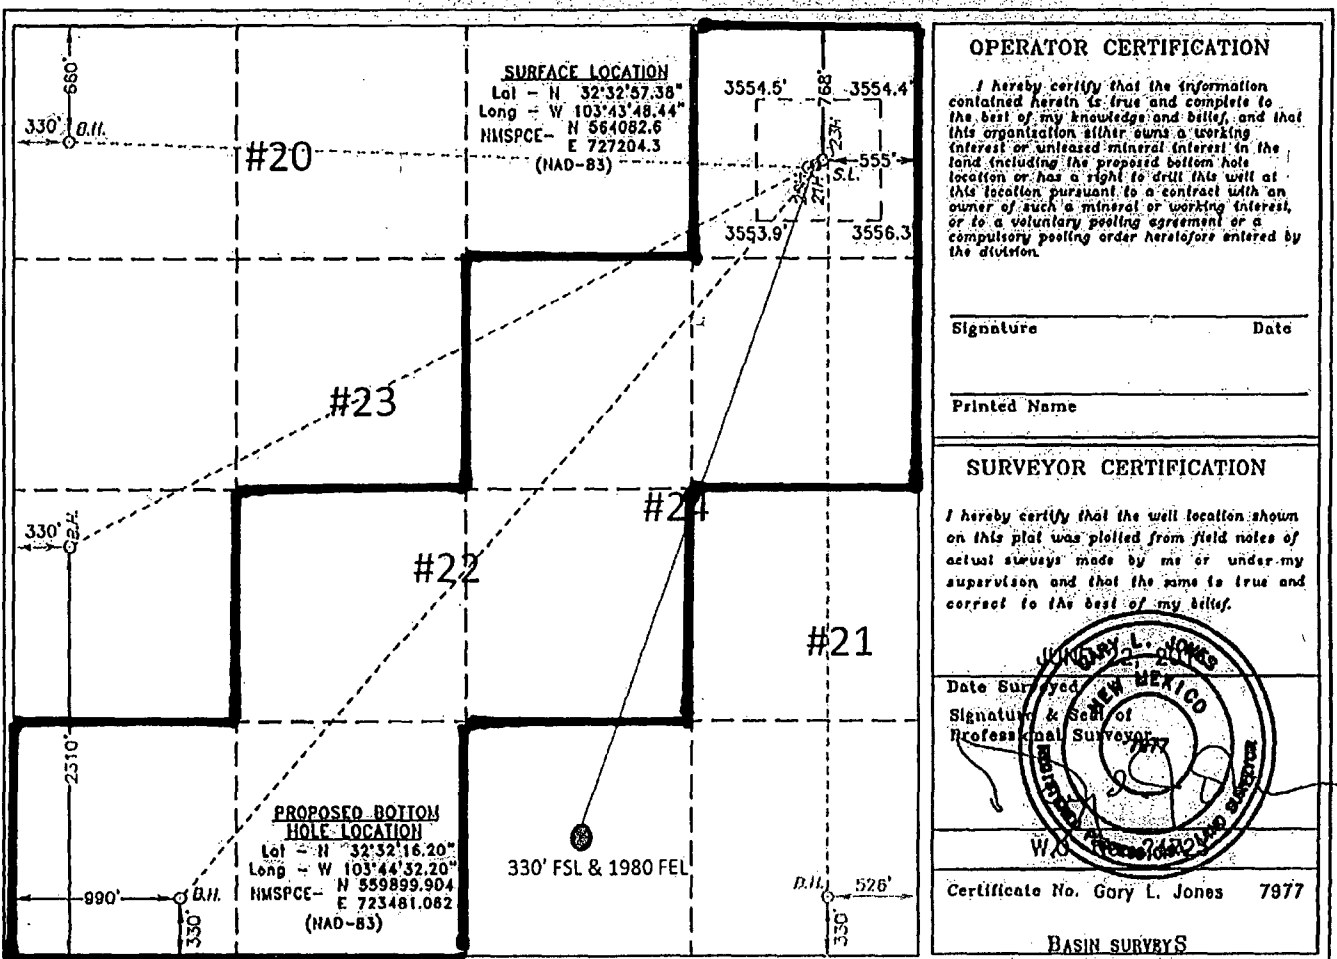 660'
330'
B.H.
#20
SURFACE LOCATION
Lat - N 32°32'57.38"
Long - W 103°43'48.44"
NMSPCE- N 564082.6
E 727204.3
(NAD-83)
3554.5'
768'
3554.4'
23H
555'
S.L.
21H
3553.9'
3556.3'
#23
330'
B.H.
#24
#22
#21
2310'
PROPOSED BOTTOM
HOLE LOCATION
Lat - N 32°32'16.20"
Long - W 103°44'32.20"
NMSPCE- N 559899.904
E 723481.062
(NAD-83)
330' FSL & 1980 FEL
990'
B.H.
330'
B.H.
526'
330'
OPERATOR CERTIFICATION
I hereby certify that the information
contained herein is true and complete to
the best of my knowledge and belief, and that
this organization either owns a working
interest or unleased mineral interest in the
land including the proposed bottom hole
location or has a right to drill this well at
this location pursuant to a contract with an
owner of such a mineral or working interest,
or to a voluntary pooling agreement or a
compulsory pooling order heretofore entered by
the division.
Signature Date
Printed Name
SURVEYOR CERTIFICATION
I hereby certify that the well location shown
on this plat was plotted from field notes of
actual surveys made by me or under my
supervison and that the same is true and
correct to the best of my belief.
Date Surveyed
Signature & Seal of
Professional Surveyor
GARY L. JONES
NEW MEXICO
7977
REGISTERED PROFESSIONAL LAND SURVEYOR
Certificate No. Gary L. Jones 7977
BASIN SURVEYS